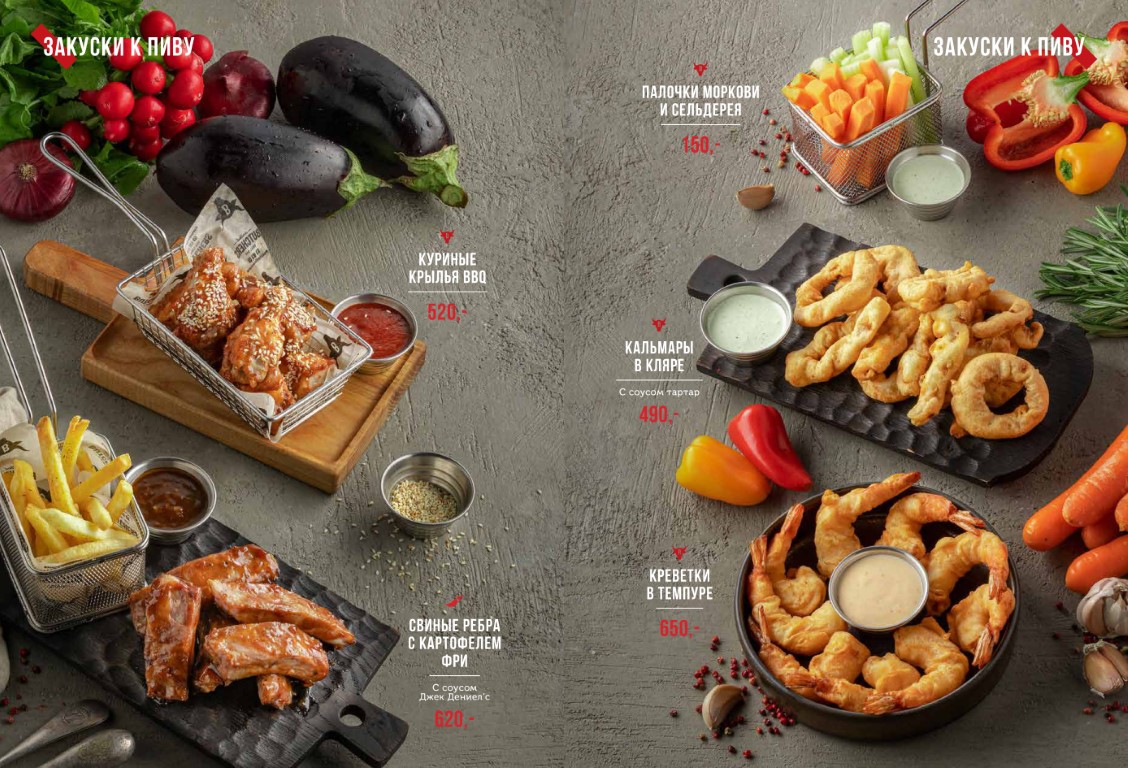 ЗАКУСКИ К ПИВУ
КУРИНЫЕ
КРЫЛЬЯ BBQ
520,-
СВИНЫЕ РЕБРА
С КАРТОФЕЛЕМ
ФРИ
С соусом
Джек Дениел'с
620,-
ЗАКУСКИ К ПИВУ
ПАЛОЧКИ МОРКОВИ
И СЕЛЬДЕРЕЯ
150,-
КАЛЬМАРЫ
В КЛЯРЕ
С соусом тартар
490,-
КРЕВЕТКИ
В ТЕМПУРЕ
650,-